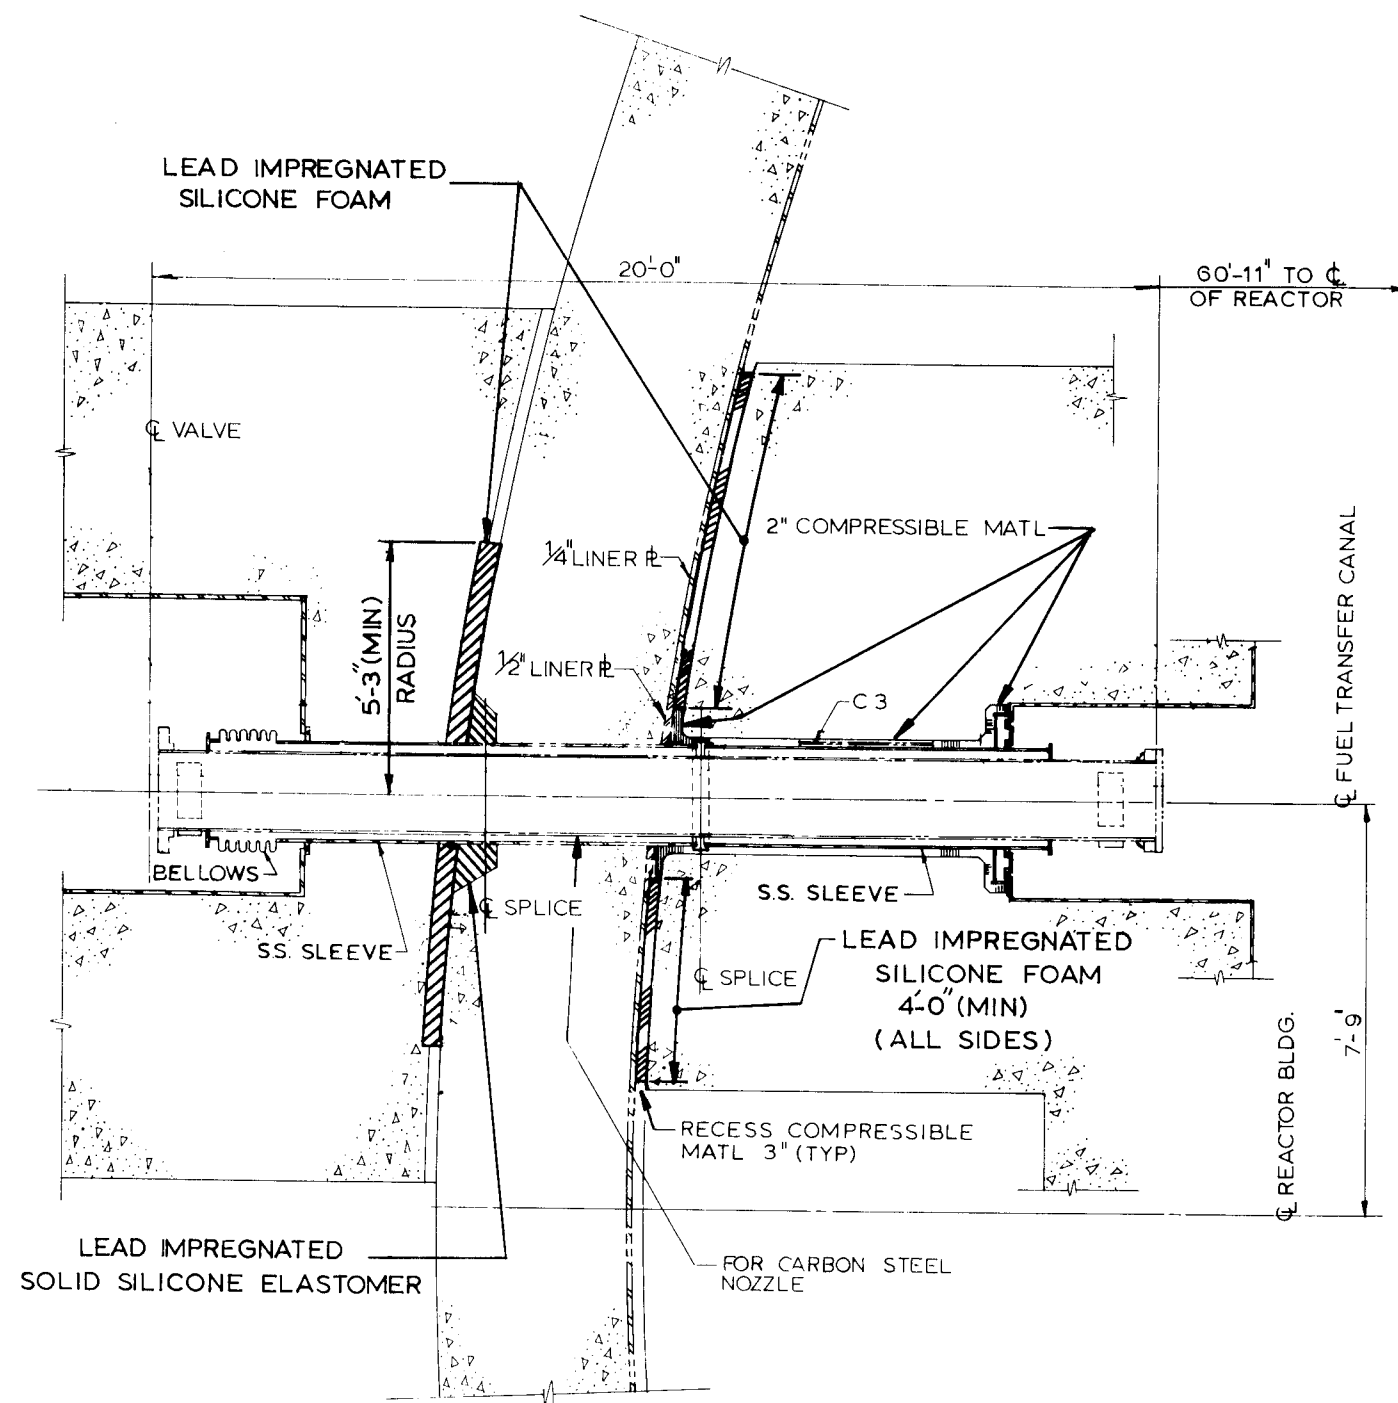 LEAD IMPREGNATED
SILICONE FOAM
20'-0"
60'-11" TO ℄
OF REACTOR
℄ VALVE
2" COMPRESSIBLE MATL
1/4" LINER ℄
1/2" LINER ℄
5'-3" (MIN)
RADIUS
C 3
℄ FUEL TRANSFER CANAL
BELLOWS
S.S. SLEEVE
℄ SPLICE
S.S. SLEEVE
℄ SPLICE
LEAD IMPREGNATED
SILICONE FOAM
4'-0" (MIN)
(ALL SIDES)
℄ REACTOR BLDG.
7'-9"
RECESS COMPRESSIBLE
MATL 3" (TYP)
LEAD IMPREGNATED
SOLID SILICONE ELASTOMER
FOR CARBON STEEL
NOZZLE